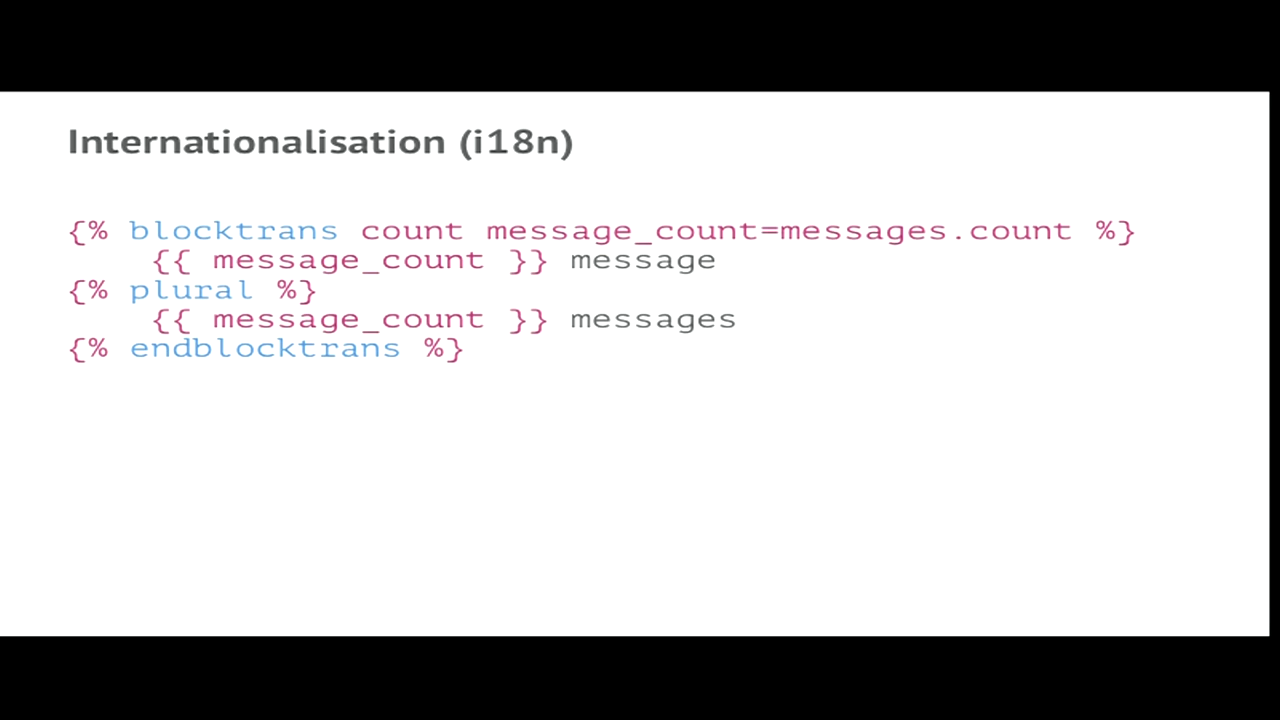 Internationalisation (i18n)
{% blocktrans count message_count=messages.count %}
    {{ message_count }} message
{% plural %}
    {{ message_count }} messages
{% endblocktrans %}